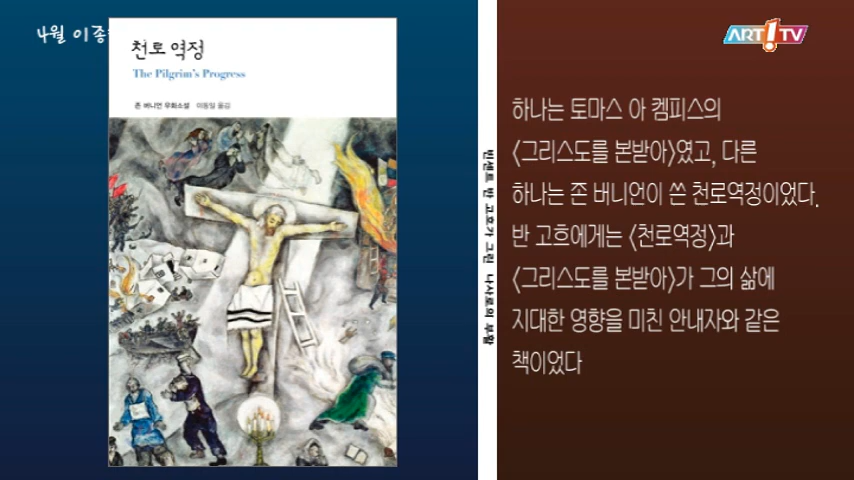 4월 이종
천로 역정
The Pilgrim's Progress
존 버니언 우화소설 이동일 옮김
ART!TV
하나는 토마스 아 켐피스의
〈그리스도를 본받아〉였고, 다른
하나는 존 버니언이 쓴 천로역정이었다.
반 고흐에게는 〈천로역정〉과
〈그리스도를 본받아〉가 그의 삶에
지대한 영향을 미친 안내자와 같은
책이었다
빈센트 반 고흐가 그린 나사로의 부활